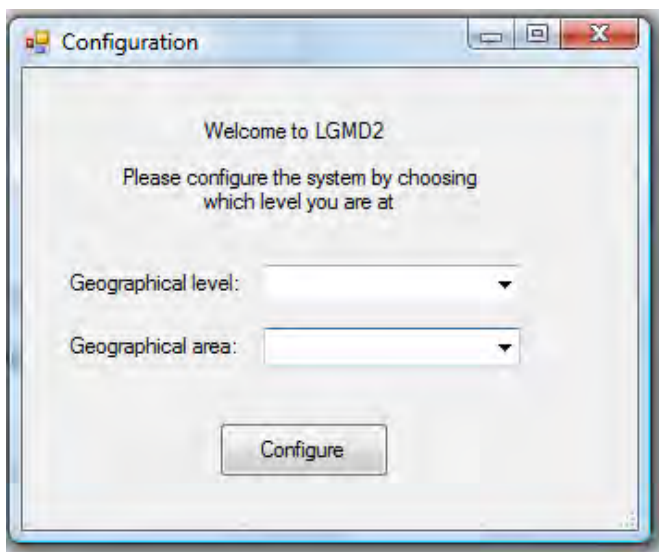 Configuration
Welcome to LGMD2
Please configure the system by choosing
which level you are at
Geographical level:
Geographical area:
Configure